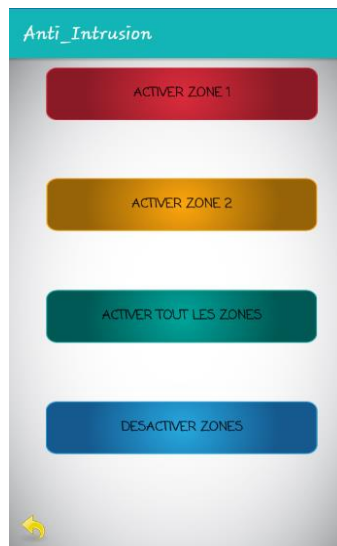 Anti_Intrusion
ACTIVER ZONE 1
ACTIVER ZONE 2
ACTIVER TOUT LES ZONES
DESACTIVER ZONES